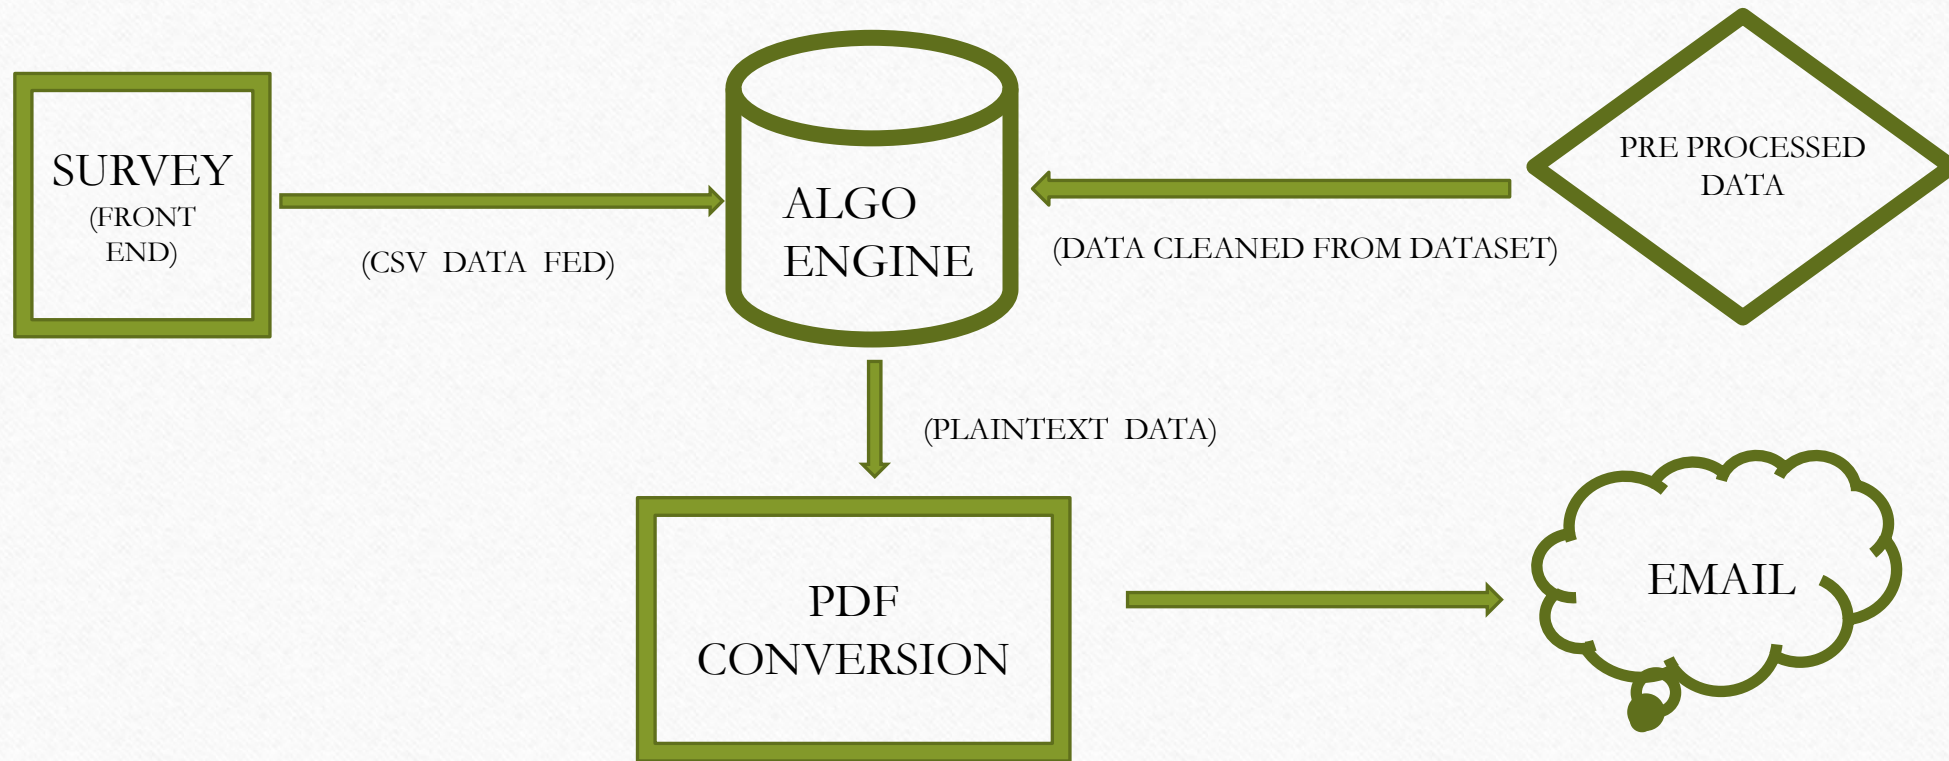 SURVEY
(FRONT
END)
(CSV DATA FED)
ALGO
ENGINE
(DATA CLEANED FROM DATASET)
PRE PROCESSED
DATA
(PLAINTEXT DATA)
PDF
CONVERSION
EMAIL